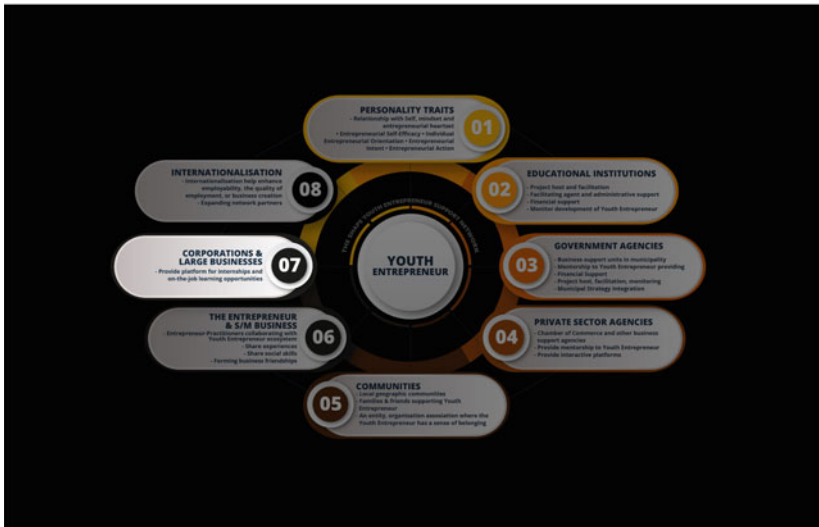 PERSONALITY TRAITS
- Relationship with Self, mindset and
entrepreneurial heartset
• Entrepreneurial Self Efficacy • Individual
Entrepreneurial Orientation • Entrepreneurial
Intent • Entrepreneurial Action
01
EDUCATIONAL INSTITUTIONS
- Project host and facilitation
- Facilitating agent and administrative support
- Financial support
- Monitor development of Youth Entrepreneur
02
GOVERNMENT AGENCIES
- Business support units in municipality
- Mentorship to Youth Entrepreneur providing
- Financial Support
- Project host, facilitation, mentoring
- Municipal Strategy Integration
03
PRIVATE SECTOR AGENCIES
- Chamber of Commerce and other business
support agencies
- Provide mentorship to Youth Entrepreneur
- Provide interactive platforms
04
COMMUNITIES
- Local geographic communities
- Families & friends supporting Youth
Entrepreneur
- An entity, organisation association where the
Youth Entrepreneur has a sense of belonging
05
THE ENTREPRENEUR
& S/M BUSINESS
- Entrepreneur-Practitioners collaborating with
Youth Entrepreneur ecosystem
- Share experiences
- Share social skills
- Forming business friendships
06
CORPORATIONS &
LARGE BUSINESSES
- Provide platform for internships and
on-the-job learning opportunities
07
INTERNATIONALISATION
- Internationalisation help enhance
employability, the quality of
employment, or business creation
- Expanding network partners
08
THE SHAPE YOUTH ENTREPRENEUR SUPPORT NETWORK
YOUTH
ENTREPRENEUR